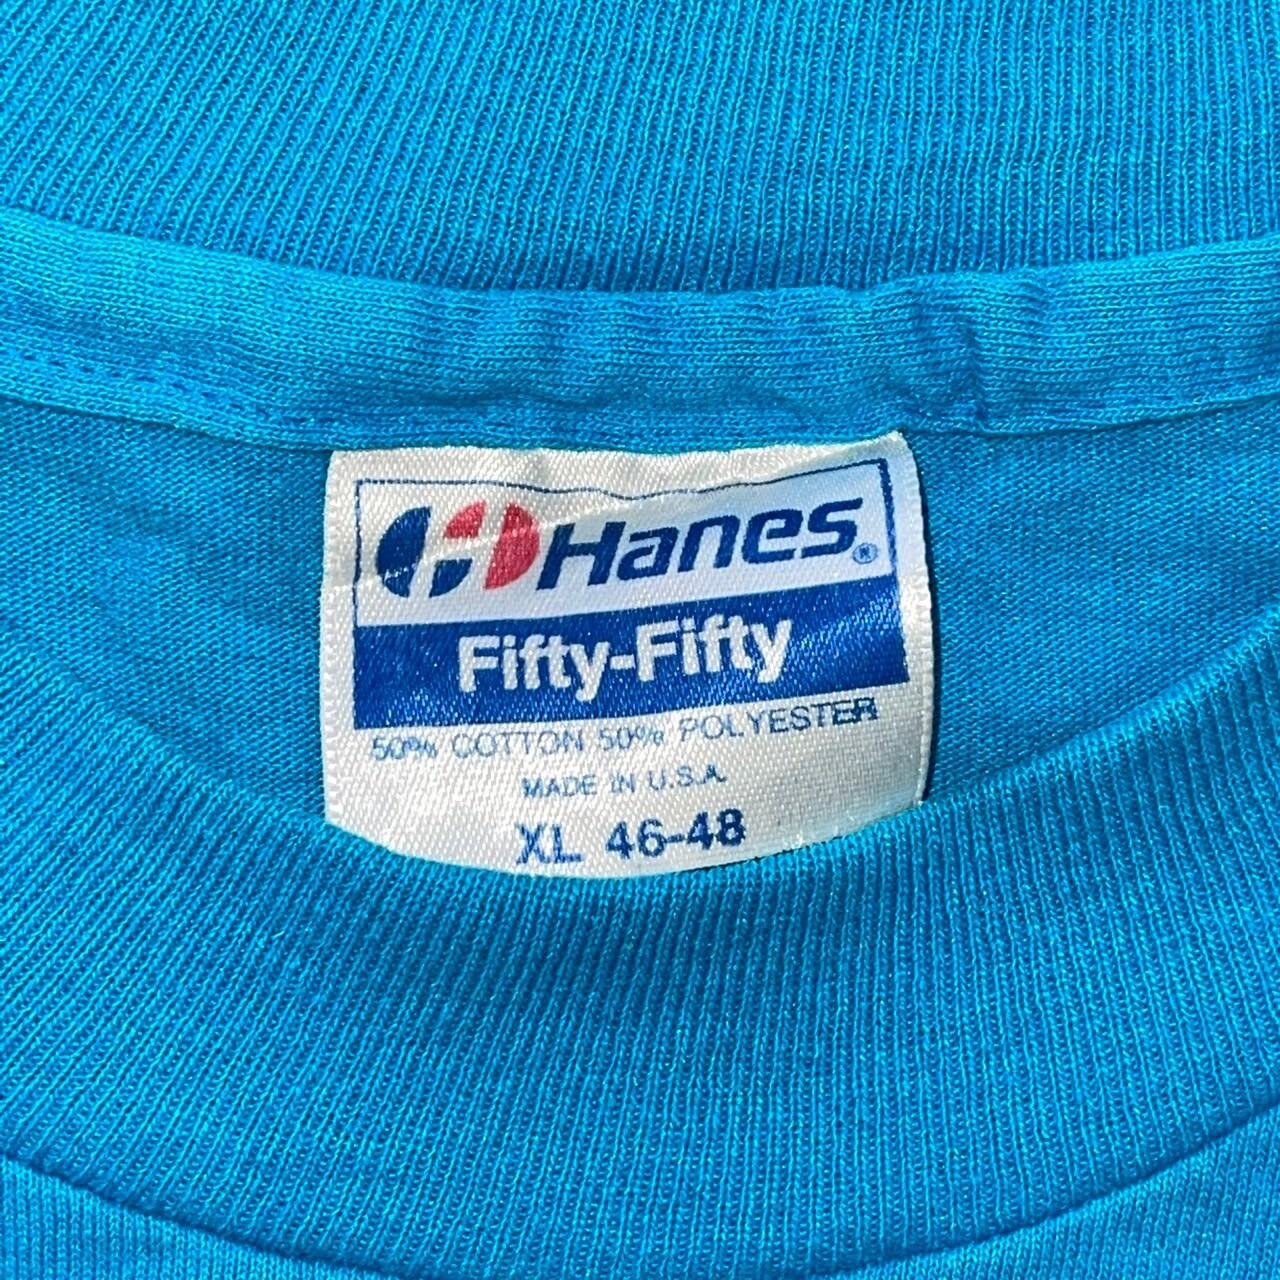 H Hanes®
Fifty-Fifty
50% COTTON 50% POLYESTER
MADE IN U.S.A.
XL 46-48